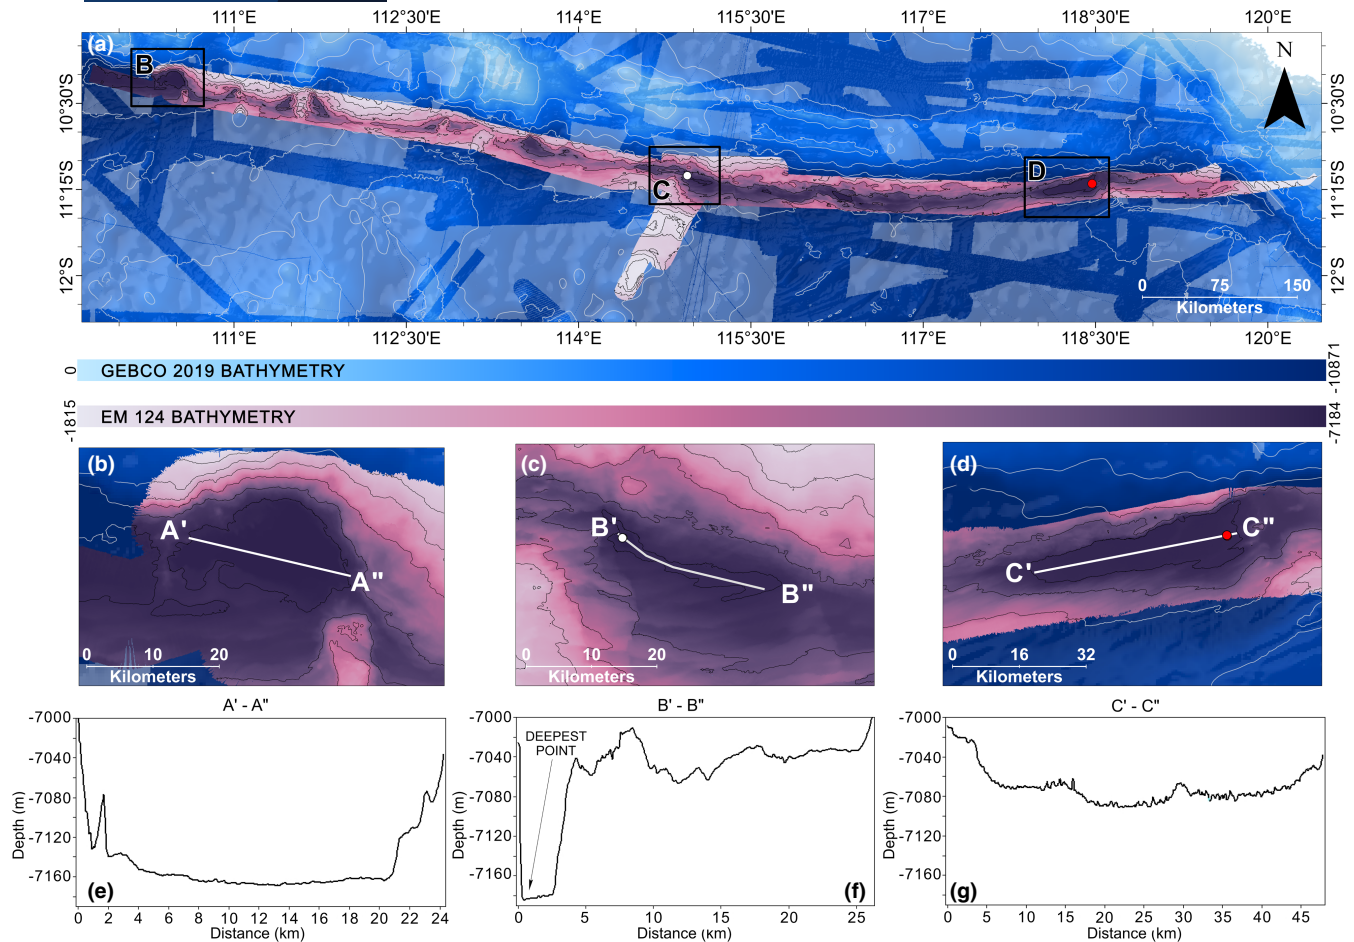 111°E 112°30'E 114°E 115°30'E 117°E 118°30'E 120°E
(a)
B
C
D
N
10°30'S
11°15'S
12°S
10°30'S
11°15'S
12°S
0 75 150
Kilometers
111°E 112°30'E 114°E 115°30'E 117°E 118°30'E 120°E
0 GEBCO 2019 BATHYMETRY -10871
-1815 EM 124 BATHYMETRY -7184
(b)
A'
A"
0 10 20
Kilometers
(c)
B'
B"
0 10 20
Kilometers
(d)
C'
C"
0 16 32
Kilometers
A' - A"
-7000
-7040
-7080
-7120
-7160
Depth (m)
(e)
0 2 4 6 8 10 12 14 16 18 20 22 24
Distance (km)
B' - B"
-7000
-7040
-7080
-7120
-7160
Depth (m)
DEEPEST
POINT
(f)
0 5 10 15 20 25
Distance (km)
C' - C"
-7000
-7040
-7080
-7120
-7160
Depth (m)
(g)
0 5 10 15 20 25 30 35 40 45
Distance (km)